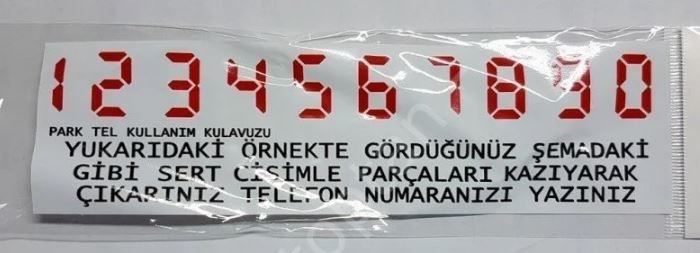 1234567890
PARK TEL KULLANIM KULAVUZU
YUKARIDAKİ ÖRNEKTE GÖRDÜĞÜNÜZ ŞEMADAKİ
GİBİ SERT CİSİMLE PARÇALARI KAZIYARAK
ÇIKARINIZ TELEFON NUMARANIZI YAZINIZ